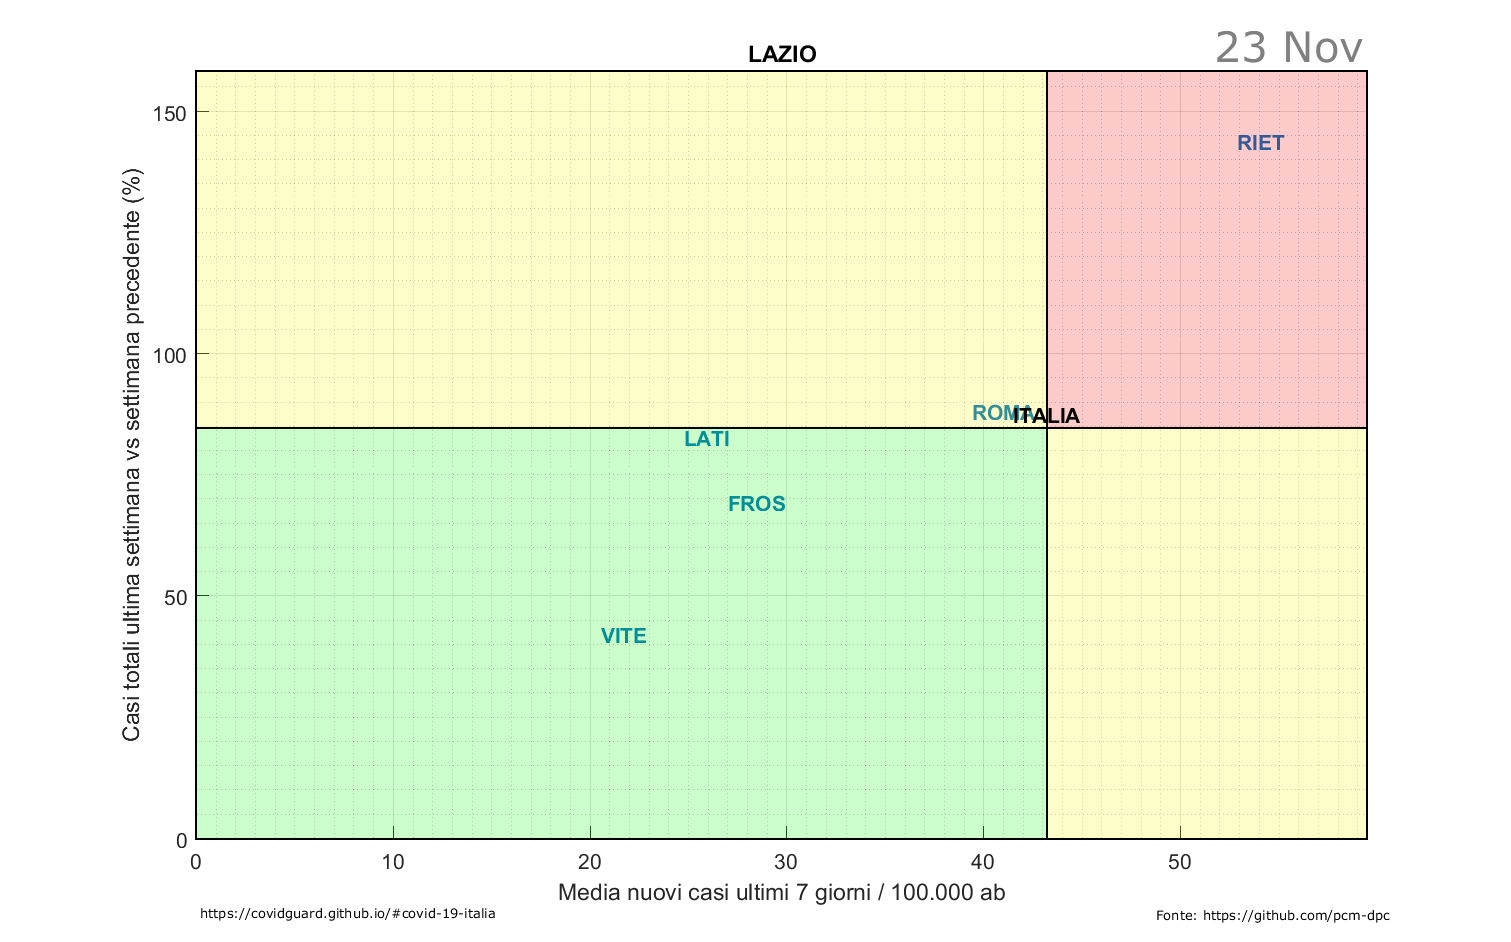 LAZIO
23 Nov
Casi totali ultima settimana vs settimana precedente (%)
150
100
50
0
RIET
ROMA
ITALIA
LATI
FROS
VITE
0 10 20 30 40 50
Media nuovi casi ultimi 7 giorni / 100.000 ab
https://covidguard.github.io/#covid-19-italia
Fonte: https://github.com/pcm-dpc